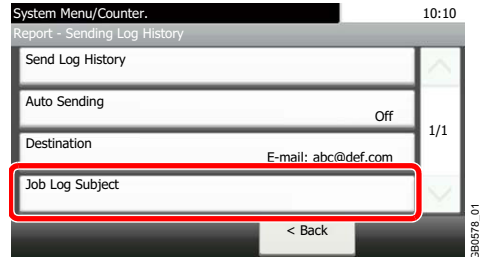 System Menu/Counter. 10:10
Report - Sending Log History
Send Log History
Auto Sending
Off
1/1
Destination
E-mail: abc@def.com
Job Log Subject
< Back
GB0578_01